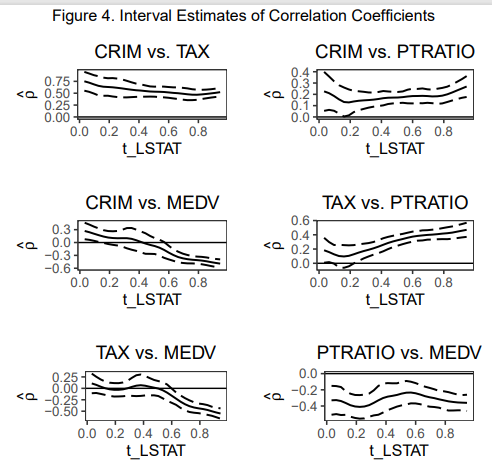 Figure 4. Interval Estimates of Correlation Coefficients
CRIM vs. TAX
ρ̂
0.75
0.50
0.25
0.00
0.0 0.2 0.4 0.6 0.8
t_LSTAT
CRIM vs. PTRATIO
ρ̂
0.4
0.3
0.2
0.1
0.0
0.0 0.2 0.4 0.6 0.8
t_LSTAT
CRIM vs. MEDV
ρ̂
0.3
0.0
−0.3
−0.6
0.0 0.2 0.4 0.6 0.8
t_LSTAT
TAX vs. PTRATIO
ρ̂
0.6
0.4
0.2
0.0
0.0 0.2 0.4 0.6 0.8
t_LSTAT
TAX vs. MEDV
ρ̂
0.25
0.00
−0.25
−0.50
0.0 0.2 0.4 0.6 0.8
t_LSTAT
PTRATIO vs. MEDV
ρ̂
0.0
−0.2
−0.4
0.0 0.2 0.4 0.6 0.8
t_LSTAT